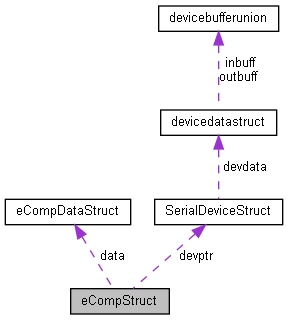 devicebufferunion
inbuff
outbuff
devicedatastruct
devdata
eCompDataStruct
SerialDeviceStruct
data
devptr
eCompStruct